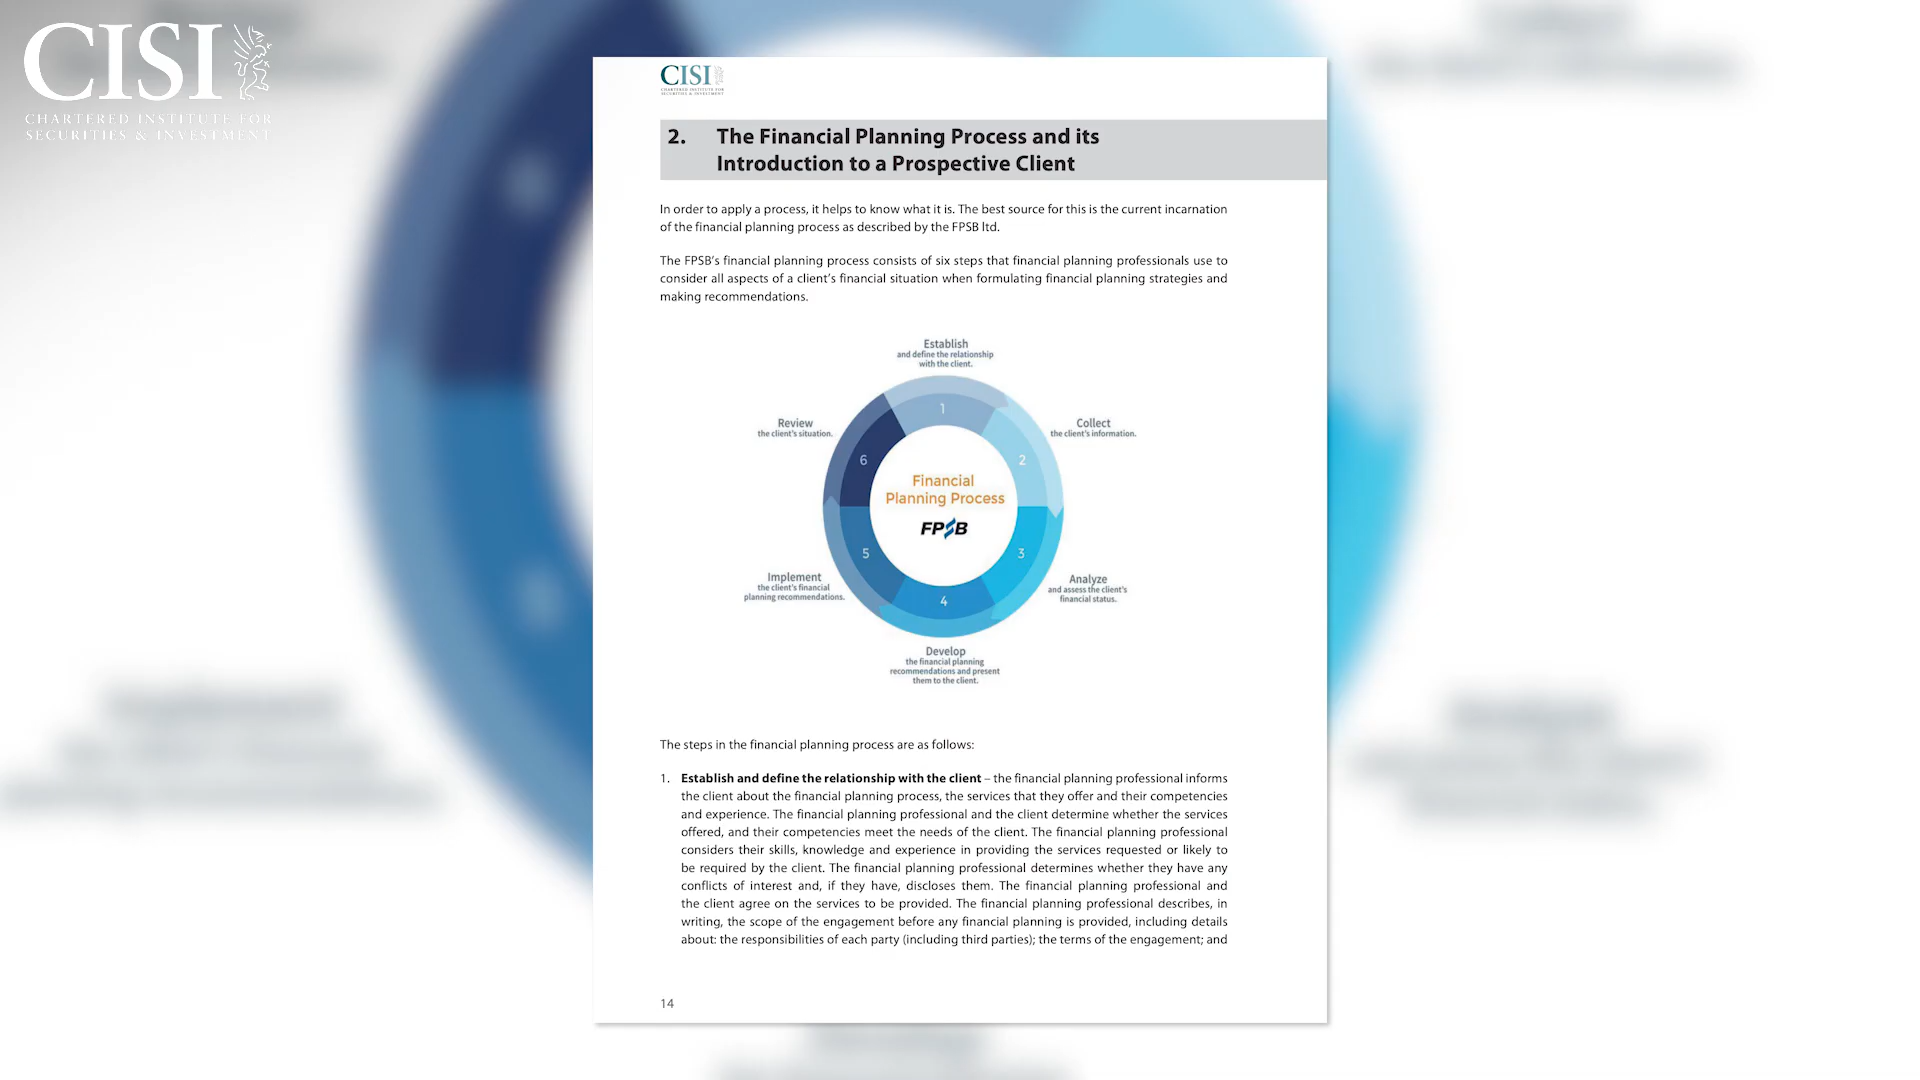 CISI
CHARTERED INSTITUTE FOR
SECURITIES & INVESTMENT
CISI
CHARTERED INSTITUTE FOR
SECURITIES & INVESTMENT
2. The Financial Planning Process and its
Introduction to a Prospective Client
In order to apply a process, it helps to know what it is. The best source for this is the current incarnation
of the financial planning process as described by the FPSB ltd.
The FPSB’s financial planning process consists of six steps that financial planning professionals use to
consider all aspects of a client’s financial situation when formulating financial planning strategies and
making recommendations.
Establish
and define the relationship
with the client.
1
Review
the client's situation.
Collect
the client's information.
6
2
Financial
Planning Process
FPSB
5
3
Implement
the client's financial
planning recommendations.
Analyze
and assess the client's
financial status.
4
Develop
the financial planning
recommendations and present
them to the client.
The steps in the financial planning process are as follows:
1. Establish and define the relationship with the client – the financial planning professional informs
the client about the financial planning process, the services that they offer and their competencies
and experience. The financial planning professional and the client determine whether the services
offered, and their competencies meet the needs of the client. The financial planning professional
considers their skills, knowledge and experience in providing the services requested or likely to
be required by the client. The financial planning professional determines whether they have any
conflicts of interest and, if they have, discloses them. The financial planning professional and
the client agree on the services to be provided. The financial planning professional describes, in
writing, the scope of the engagement before any financial planning is provided, including details
about: the responsibilities of each party (including third parties); the terms of the engagement; and
14